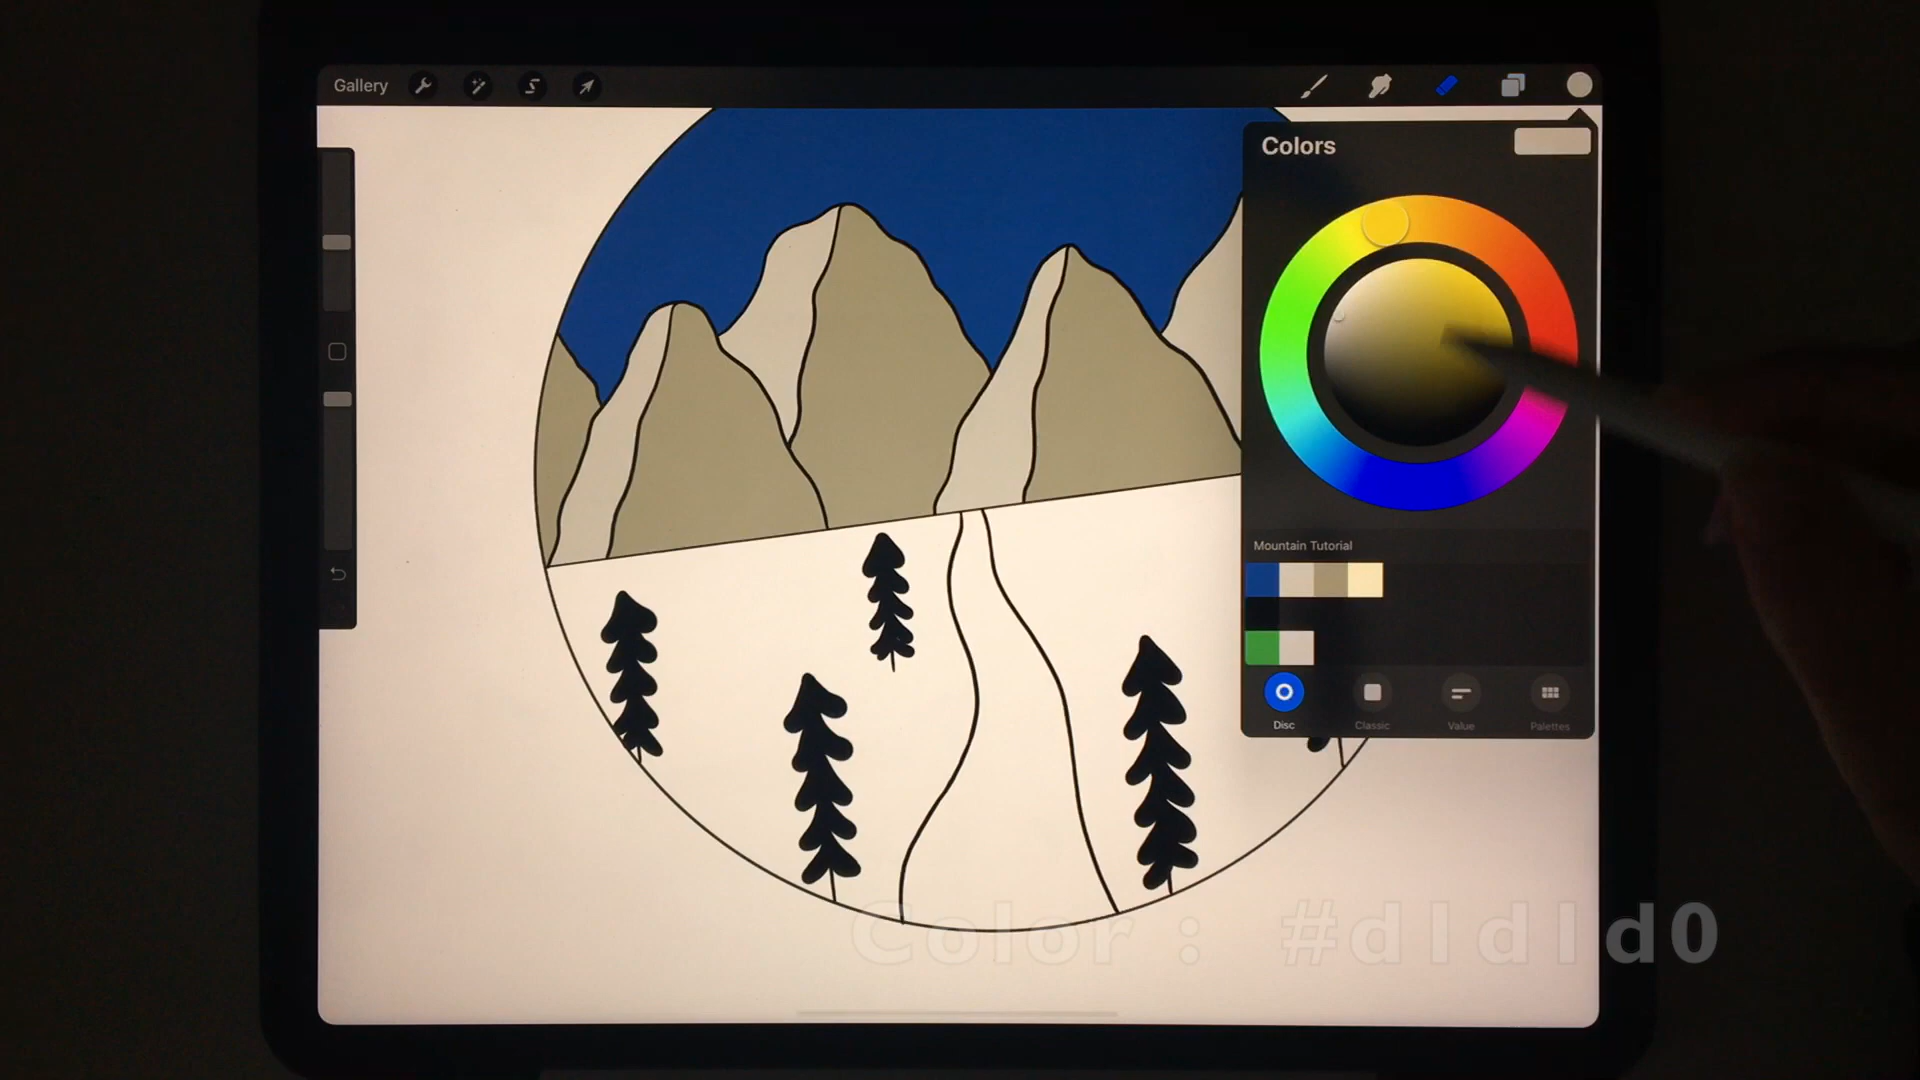 Gallery
Colors
Mountain Tutorial
Disc
Classic
Value
Palettes
Color : #d1d1d0